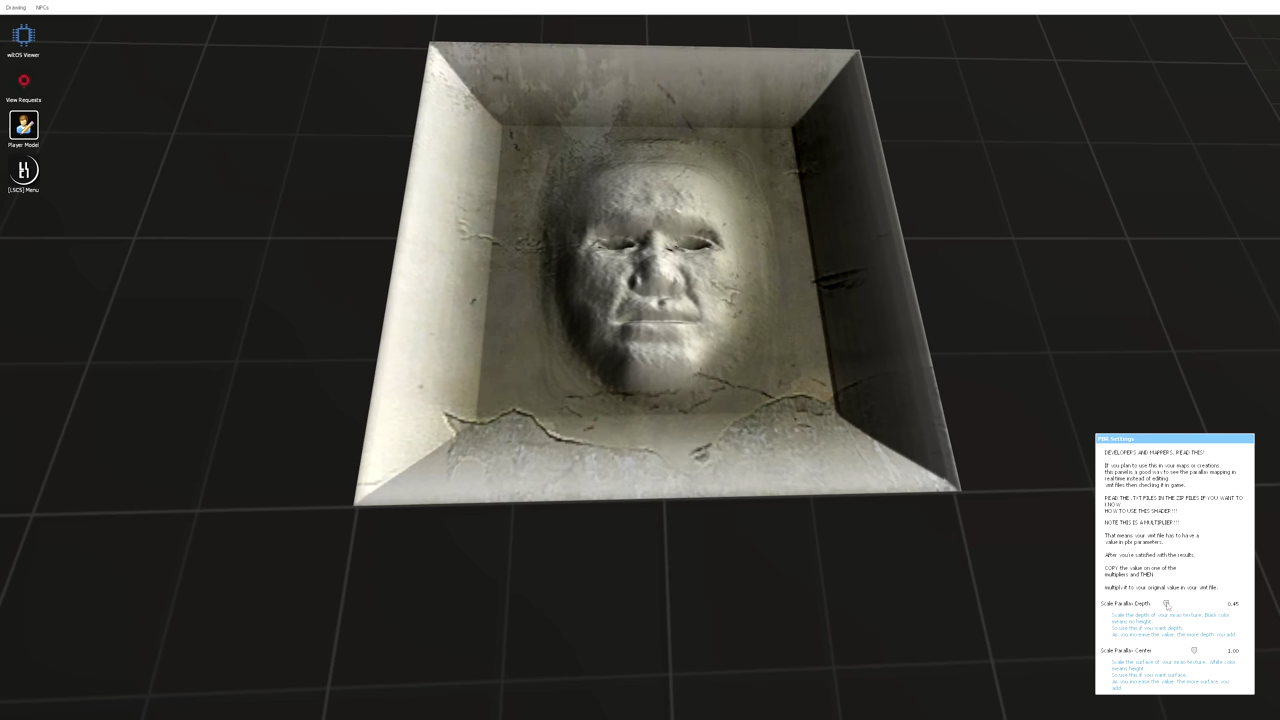 Drawing
NPCs
wiltOS Viewer
View Requests
Player Model
[LSCS] Menu
PBR Settings
DEVELOPERS AND MAPPERS. READ THIS!
If you plan to use this in your maps or creations.
this panel is a good way to see the parallax mapping in
real time instead of editing
.vmt files then checking it in game.
READ THE .TXT FILES IN THE ZIP FILES IF YOU WANT TO
KNOW
HOW TO USE THIS SHADER!!!
NOTE THIS IS A MULTIPLIER!!!
That means your .vmt file has to have a
value in pbr parameters.
After you're satisfied with the results.
COPY the value on one of the
multipliers and THEN
multiply it to your original value in your vmt file.
Scale Parallax Depth
0.45
Scale the depth of your mrao texture. Black color
means no height.
So use this if you want depth.
As you increase the value, the more depth you add
Scale Parallax Center
1.00
Scale the surface of your mrao texture. White color
means height
So use this if you want surface.
As you increase the value, the more surface you
add.